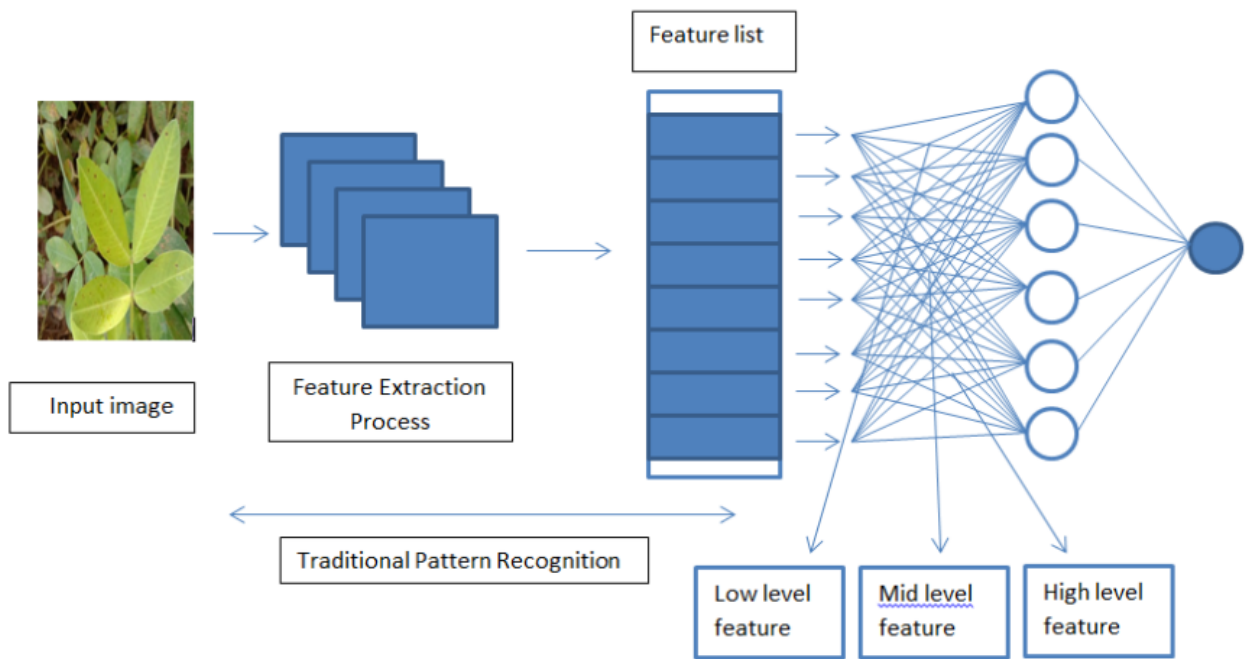 Feature list
Input image
Feature Extraction
Process
Traditional Pattern Recognition
Low level
feature
Mid level
feature
High level
feature